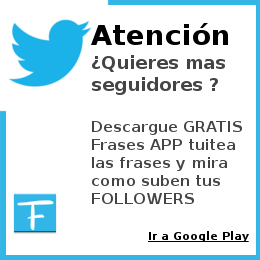 Atención
¿Quieres mas
seguidores ?
Descargue GRATIS
Frases APP tuitea
las frases y mira
como suben tus
FOLLOWERS
F
Ir a Google Play